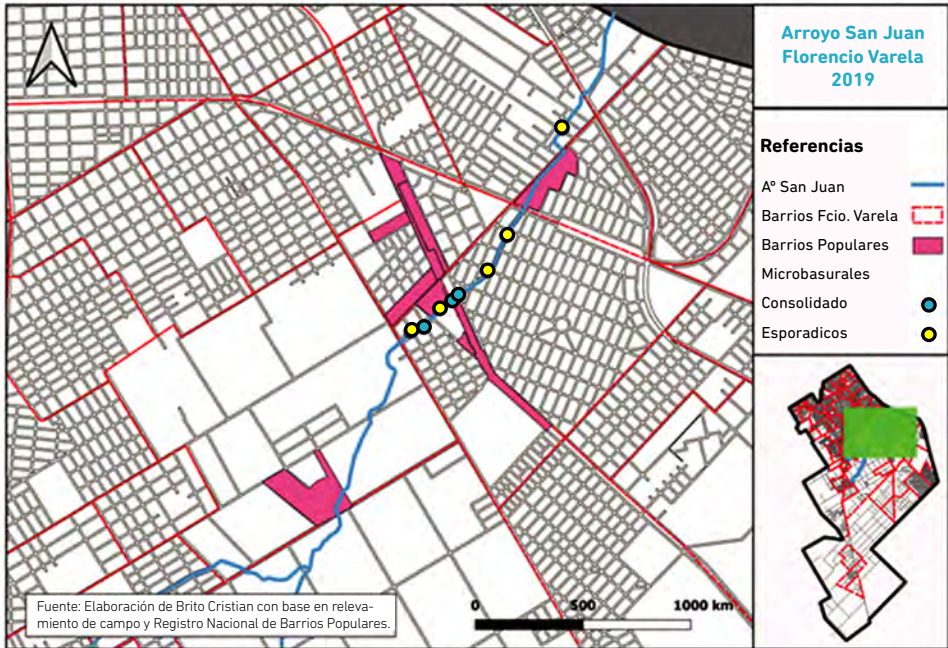 Arroyo San Juan
Florencio Varela
2019
Referencias
Aº San Juan
Barrios Fcio. Varela
Barrios Populares
Microbasurales
Consolidado
Esporadicos
Fuente: Elaboración de Brito Cristian con base en releva-
miento de campo y Registro Nacional de Barrios Populares.
0 500 1000 km